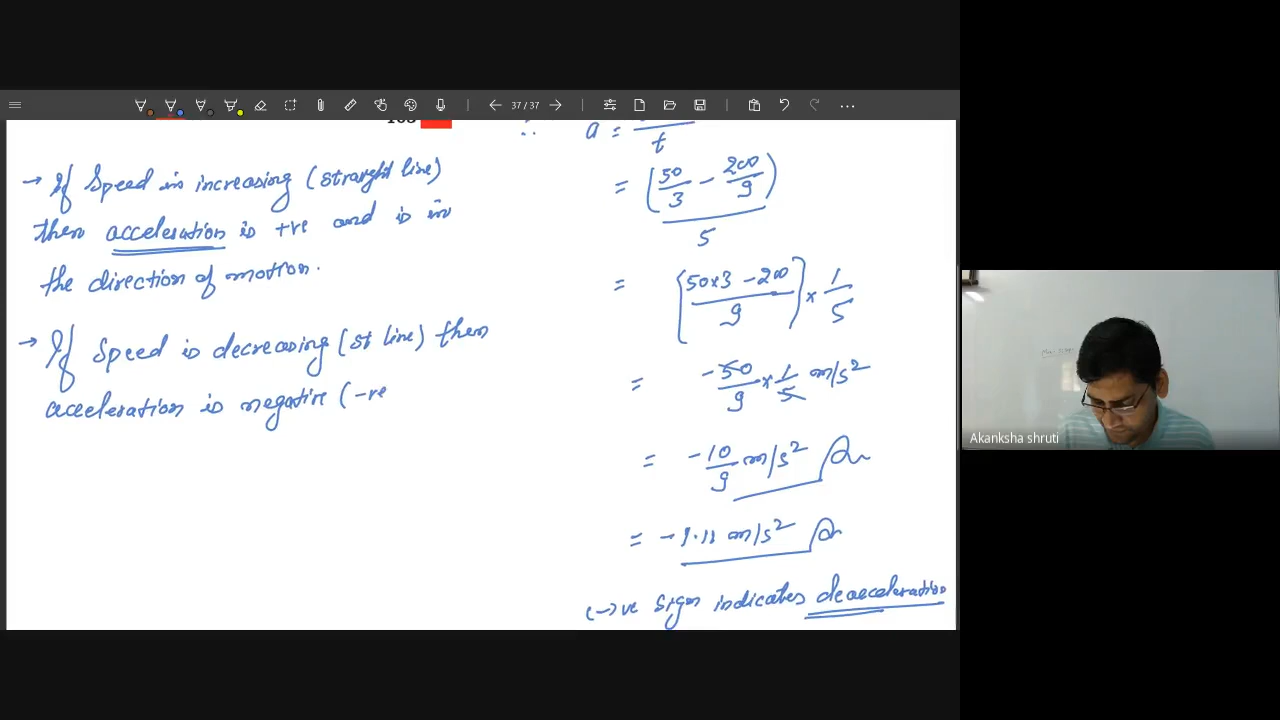 37 / 37
→ If Speed is increasing (straight line)
then acceleration is +ve and is in
the direction of motion.
→ If Speed is decreasing (st line) then
acceleration is negative (-ve
∴ a = 
t
= (50/3 - 200/9)
5
= [50×3 - 200 / 9] × 1/5
= -50/9 × 1/5 m/s²
= -10/9 m/s²
= -1.11 m/s²
(-)ve sign indicates deacceleration
Akanksha shruti